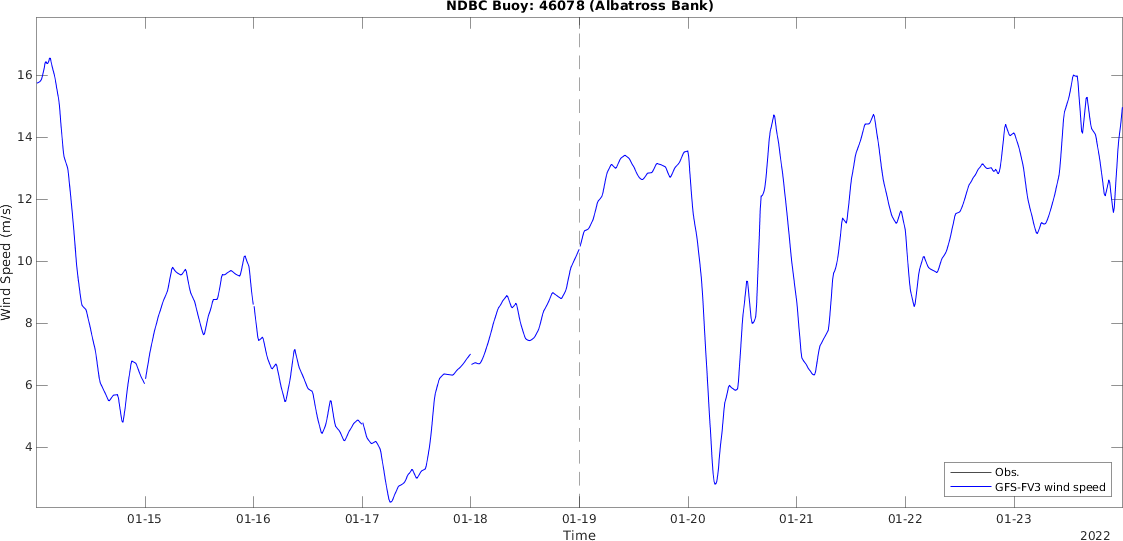 NDBC Buoy: 46078 (Albatross Bank)
16
14
12
10
8
6
4
Wind Speed (m/s)
01-15 01-16 01-17 01-18 01-19 01-20 01-21 01-22 01-23
Time
2022
Obs.
GFS-FV3 wind speed